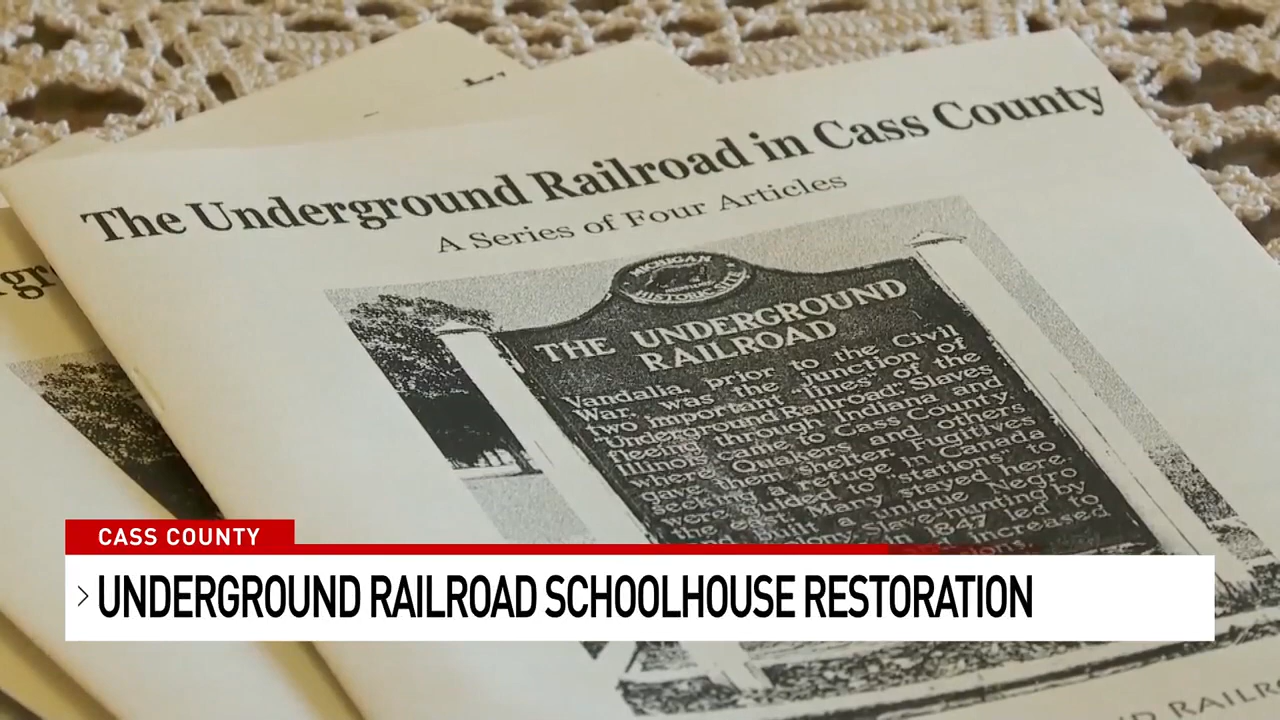 The Underground Railroad in Cass County
A Series of Four Articles
MICHIGAN
HISTORIC SITE
THE UNDERGROUND
RAILROAD
Vandalia, prior to the Civil
War, was the junction of
two important "lines" of the
"Underground Railroad." Slaves
fleeing through Indiana and
Illinois came to Cass County,
where Quakers and others
gave them shelter. Fugitives
seeking a refuge in Canada
were guided to "stations" to
the east. Many stayed here,
built a unique Negro
Slave-hunting by
in 1847 led to
increased
CASS COUNTY
UNDERGROUND RAILROAD SCHOOLHOUSE RESTORATION